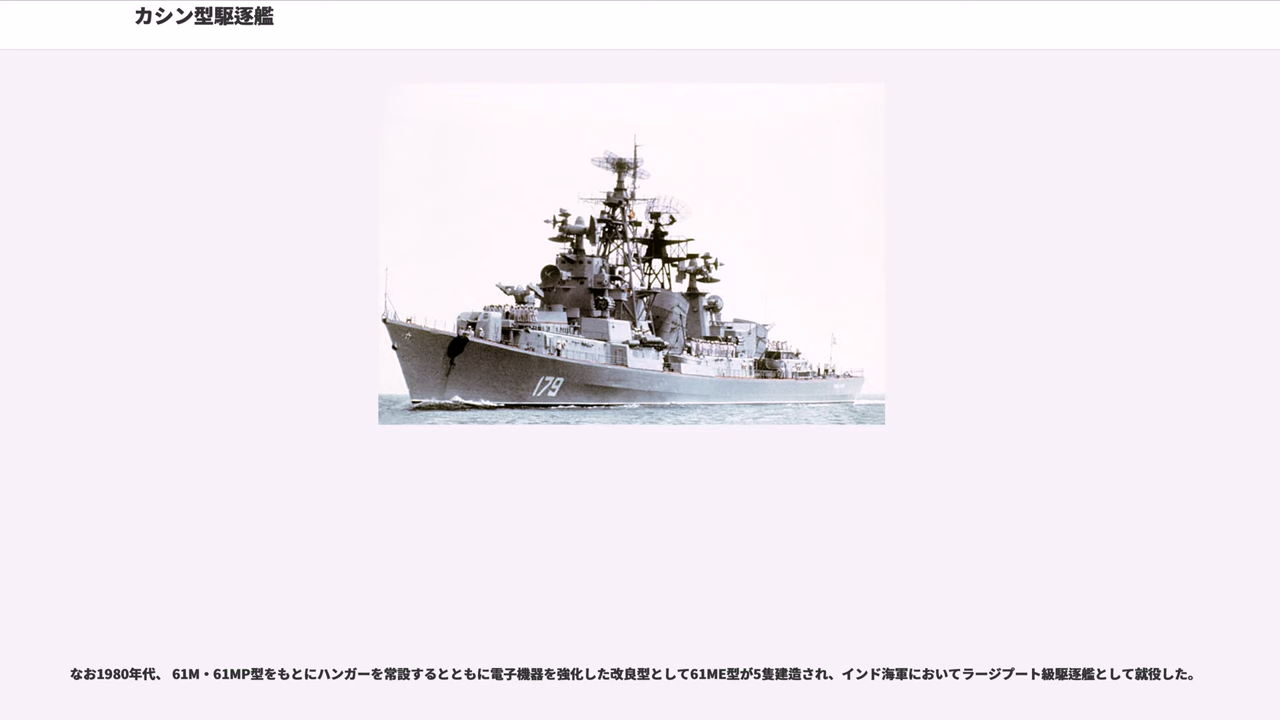 カシン型駆逐艦
179
なお1980年代、 61M・61MP型をもとにハンガーを常設するとともに電子機器を強化した改良型として61ME型が5隻建造され、インド海軍においてラージプート級駆逐艦として就役した。